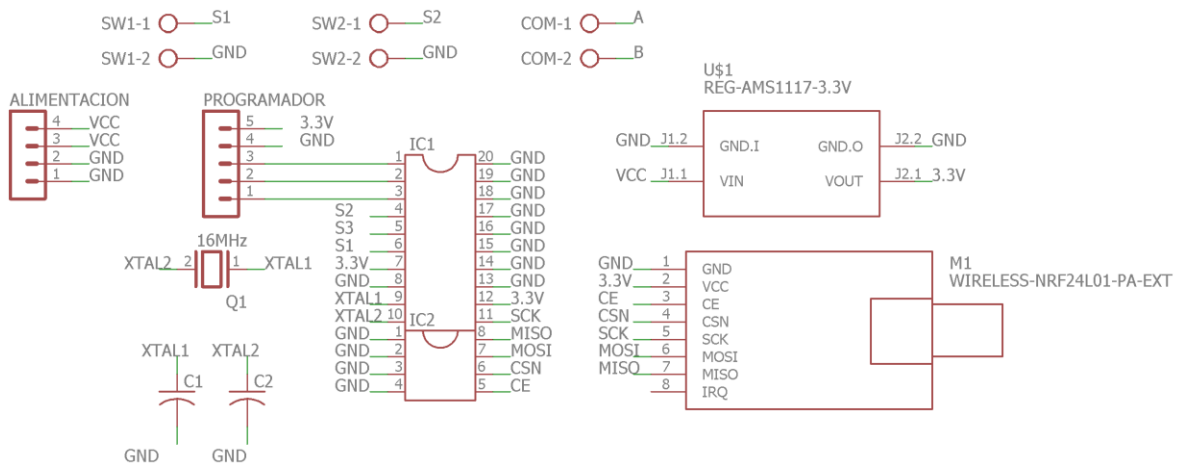 SW1-1 S1
SW1-2 GND
SW2-1 S2
SW2-2 GND
COM-1 A
COM-2 B
ALIMENTACION
4 VCC
3 VCC
2 GND
1 GND
PROGRAMADOR
5 3.3V
4 GND
3
2
1
IC1
1 20 GND
2 19 GND
3 18 GND
S2 4 17 GND
S3 5 16 GND
S1 6 15 GND
3.3V 7 14 GND
GND 8 13 GND
XTAL1 9 12 3.3V
XTAL2 10 11 SCK
IC2
GND 1 8 MISO
GND 2 7 MOSI
GND 3 6 CSN
GND 4 5 CE
16MHz
XTAL2 2 1 XTAL1
Q1
XTAL1 XTAL2
C1 C2
GND GND
U$1
REG-AMS1117-3.3V
GND J1.2 GND.I GND.O J2.2 GND
VCC J1.1 VIN VOUT J2.1 3.3V
M1
WIRELESS-NRF24L01-PA-EXT
GND 1 GND
3.3V 2 VCC
CE 3 CE
CSN 4 CSN
SCK 5 SCK
MOSI 6 MOSI
MISO 7 MISO
8 IRQ